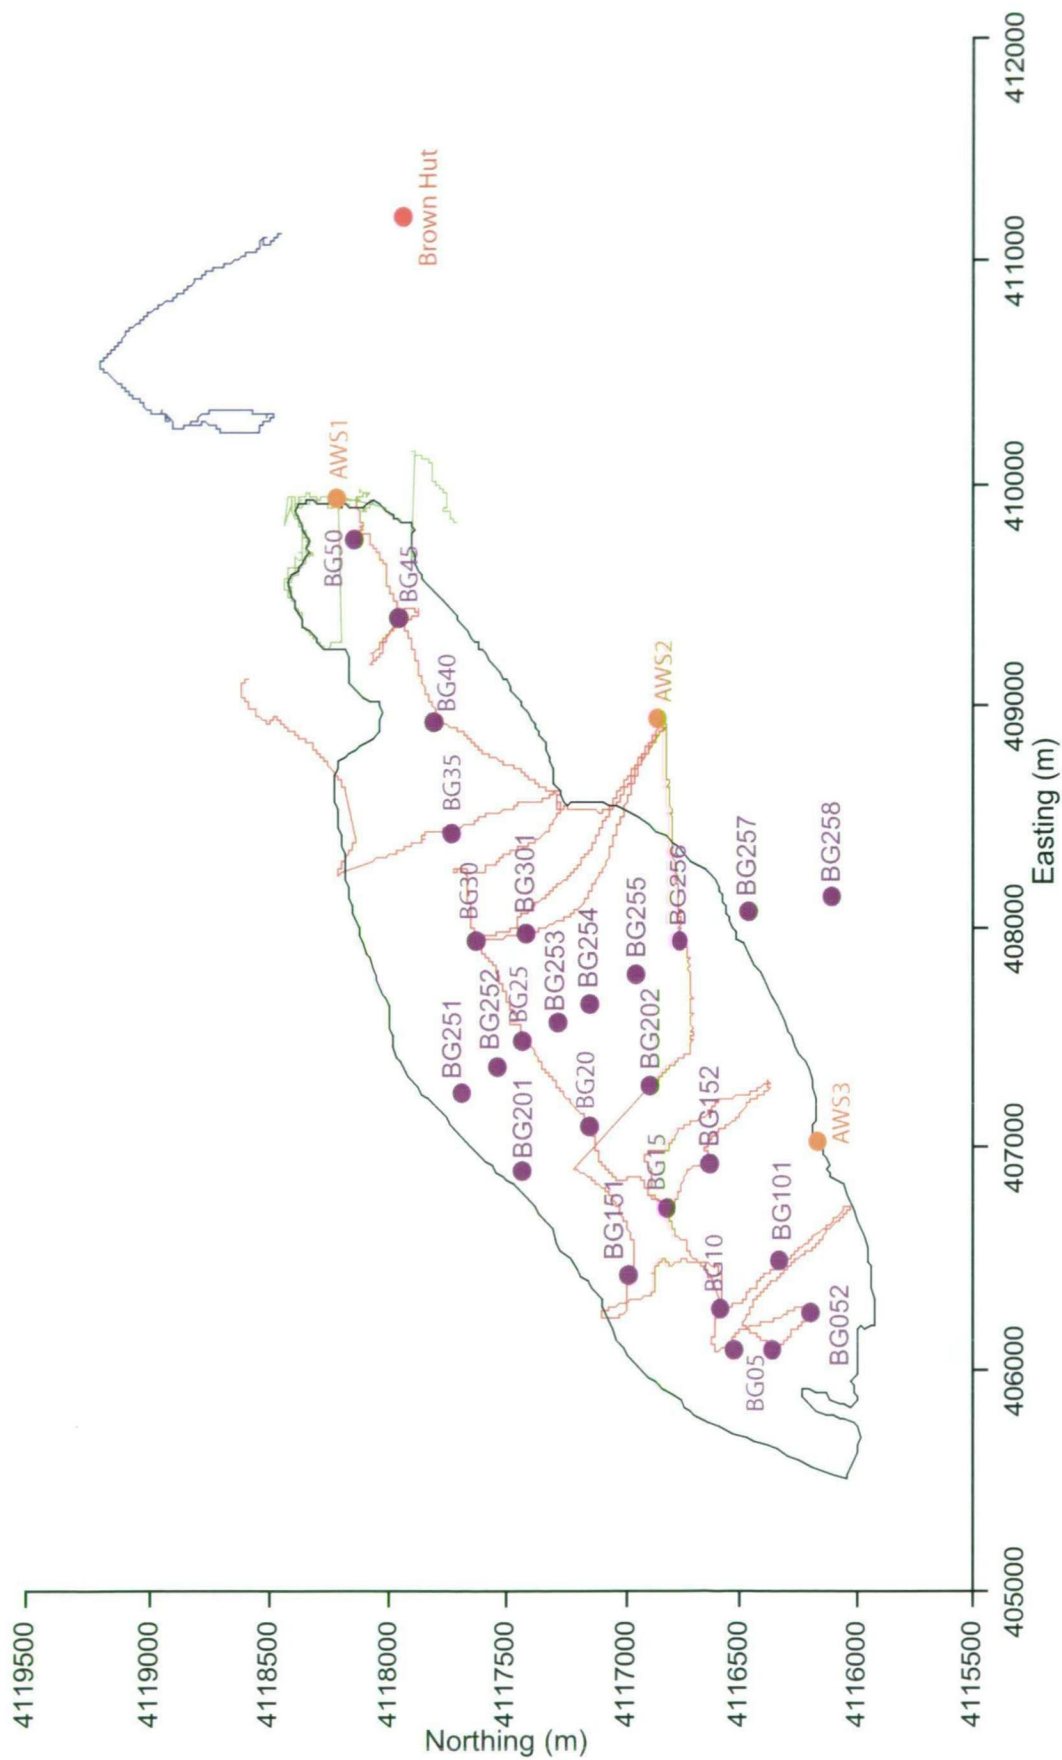 4119500
4119000
4118500
4118000
4117500
4117000
4116500
4116000
4115500
Northing (m)
405000
406000
407000
408000
409000
410000
411000
412000
Easting (m)
Brown Hut
AWS1
BG50
BG45
BG40
BG35
AWS2
BG30
BG301
BG251
BG252
BG25
BG253
BG254
BG255
BG256
BG257
BG258
BG201
BG20
BG202
BG151
BG15
BG152
AWS3
BG10
BG101
BG05
BG052